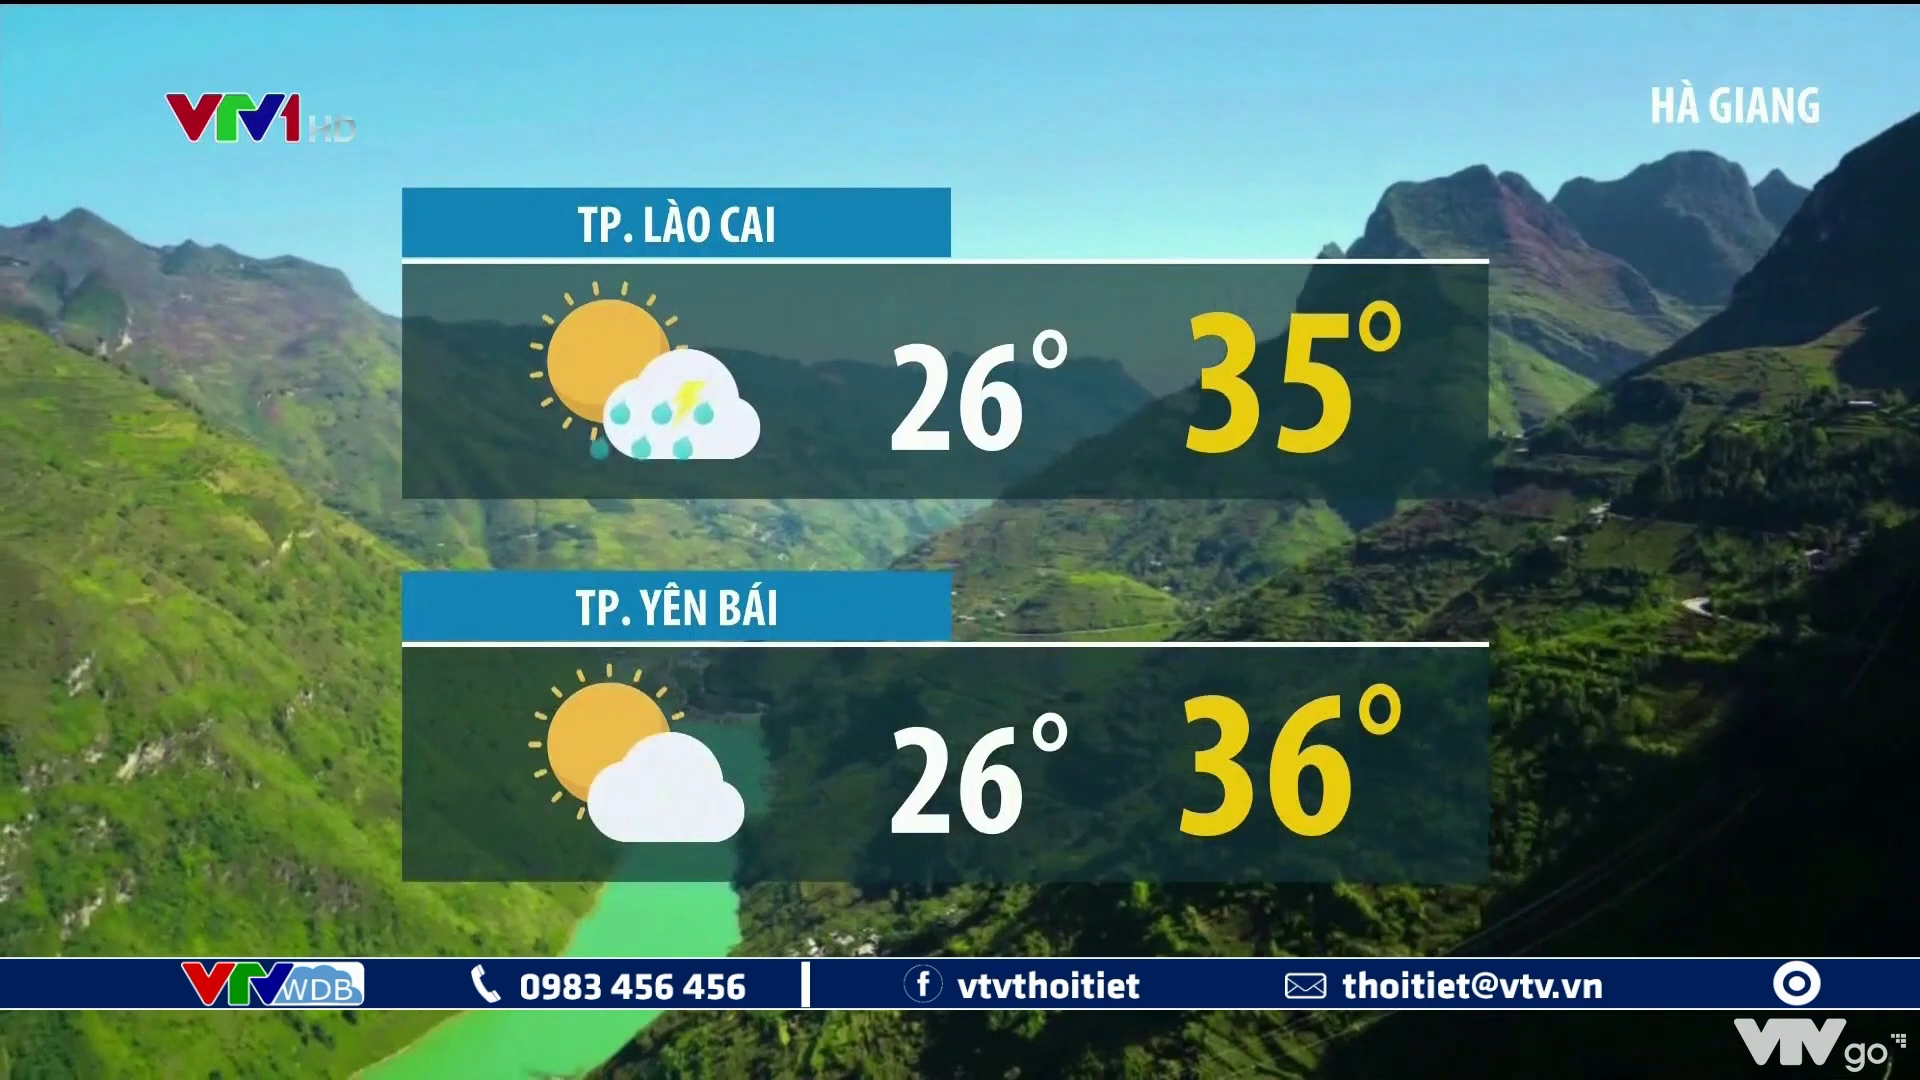 VTV1 HD
HÀ GIANG
TP. LÀO CAI
26° 35°
TP. YÊN BÁI
26° 36°
VTV WDB 0983 456 456 f vtvthoitiet thoitiet@vtv.vn
VTV go